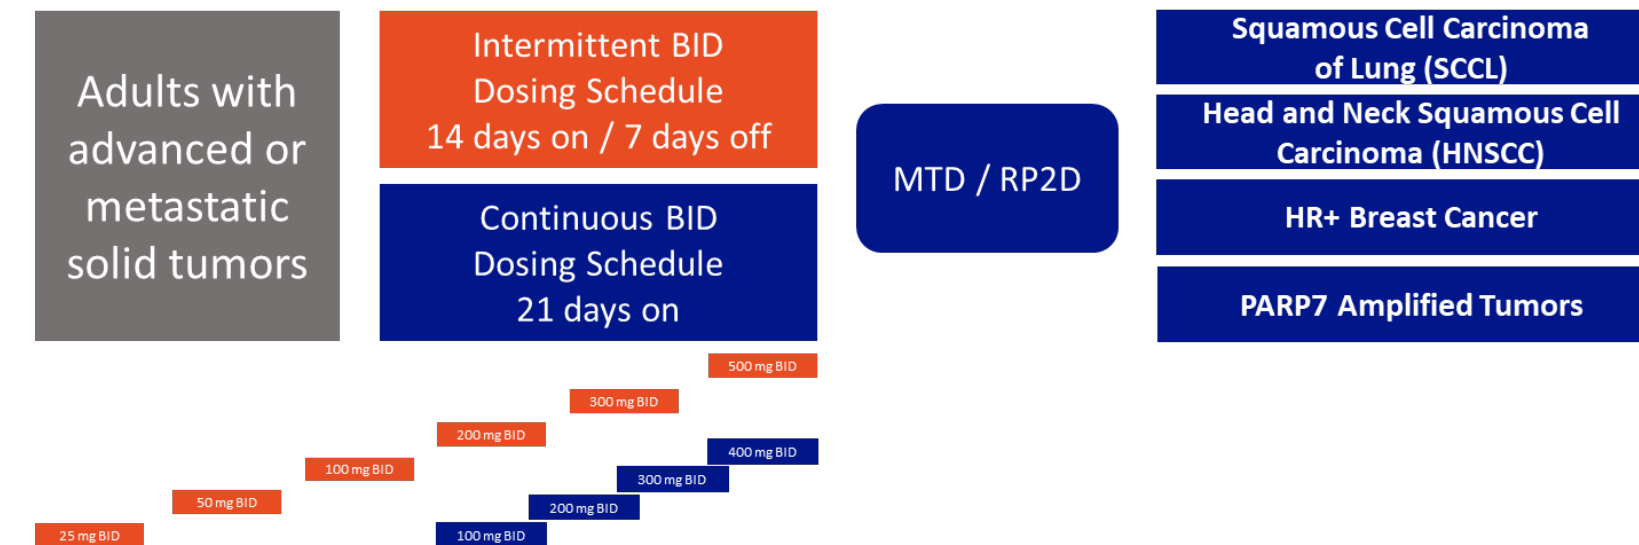 Adults with
advanced or
metastatic
solid tumors
Intermittent BID
Dosing Schedule
14 days on / 7 days off
Continuous BID
Dosing Schedule
21 days on
MTD / RP2D
Squamous Cell Carcinoma
of Lung (SCCL)
Head and Neck Squamous Cell
Carcinoma (HNSCC)
HR+ Breast Cancer
PARP7 Amplified Tumors
500 mg BID
300 mg BID
200 mg BID
100 mg BID
50 mg BID
25 mg BID
400 mg BID
300 mg BID
200 mg BID
100 mg BID